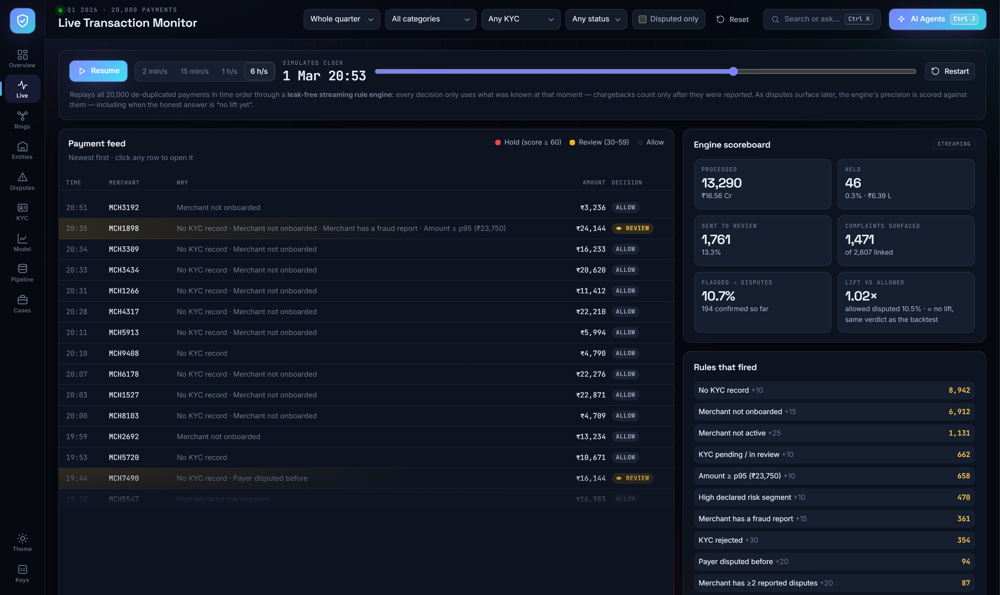 Q1 2026 · 20,000 PAYMENTS
Live Transaction Monitor
Whole quarter
All categories
Any KYC
Any status
Disputed only
Reset
Search or ask...
Ctrl K
AI Agents
Ctrl J
Overview
Live
Rings
Entities
Disputes
KYC
Model
Pipeline
Cases
Theme
Keys
Resume
2 min/s
15 min/s
1 h/s
6 h/s
SIMULATED CLOCK
1 Mar 20:53
Restart
Replays all 20,000 de-duplicated payments in time order through a leak-free streaming rule engine: every decision only uses what was known at that moment — chargebacks count only after they were reported. As disputes surface later, the engine's precision is scored against
them — including when the honest answer is “no lift yet”.
Payment feed
Newest first · click any row to open it
Hold (score ≥ 60)
Review (30–59)
Allow
TIME MERCHANT WHY AMOUNT DECISION
20:51 MCH3192 Merchant not onboarded ₹3,236 ALLOW
20:35 MCH1898 No KYC record · Merchant not onboarded · Merchant has a fraud report · Amount ≥ p95 (₹23,750) ₹24,144 REVIEW
20:34 MCH3309 No KYC record · Merchant not onboarded ₹16,233 ALLOW
20:33 MCH3434 No KYC record · Merchant not onboarded ₹20,620 ALLOW
20:31 MCH1266 No KYC record · Merchant not onboarded ₹11,412 ALLOW
20:28 MCH4317 No KYC record · Merchant not onboarded ₹22,210 ALLOW
20:11 MCH5913 No KYC record · Merchant not onboarded ₹5,994 ALLOW
20:10 MCH9408 No KYC record ₹4,790 ALLOW
20:07 MCH6178 No KYC record · Merchant not onboarded ₹22,276 ALLOW
20:03 MCH1527 No KYC record · Merchant not onboarded ₹22,871 ALLOW
20:00 MCH8103 No KYC record · Merchant not onboarded ₹4,709 ALLOW
19:59 MCH2692 Merchant not onboarded ₹13,234 ALLOW
19:53 MCH5720 No KYC record ₹10,671 ALLOW
19:44 MCH7490 No KYC record · Payer disputed before ₹16,144 REVIEW
19:38 MCH5547 High declared risk segment ₹16,983 ALLOW
Engine scoreboard
STREAMING
PROCESSED
13,290
₹16.56 Cr
HELD
46
0.3% · ₹6.39 L
SENT TO REVIEW
1,761
13.3%
COMPLAINTS SURFACED
1,471
of 2,607 linked
FLAGGED → DISPUTED
10.7%
194 confirmed so far
LIFT VS ALLOWED
1.02×
allowed disputed 10.5% · ≈ no lift,
same verdict as the backtest
Rules that fired
No KYC record +10 8,942
Merchant not onboarded +15 6,912
Merchant not active +25 1,131
KYC pending / in review +10 662
Amount ≥ p95 (₹23,750) +10 658
High declared risk segment +10 470
Merchant has a fraud report +15 361
KYC rejected +30 354
Payer disputed before +20 94
Merchant has ≥2 reported disputes +20 87